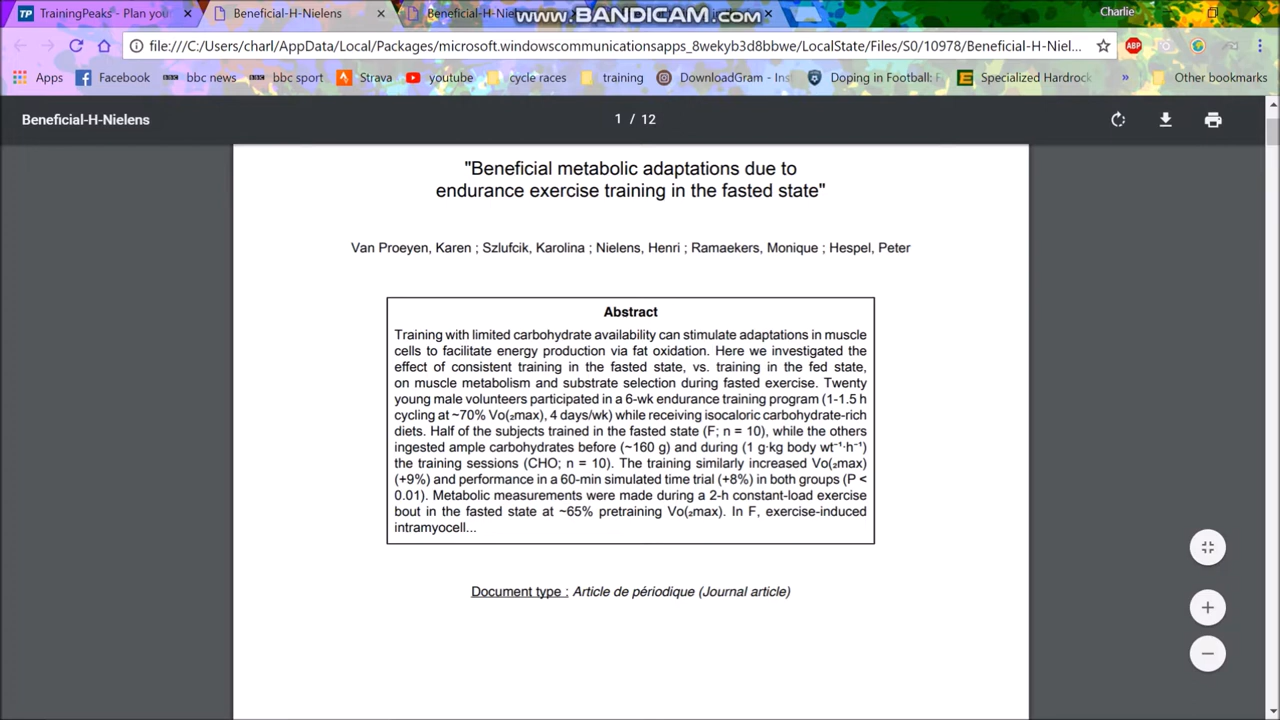 TrainingPeaks - Plan your
Beneficial-H-Nielens
Beneficial-H-Niel
www.BANDICAM.com
Charlie
file:///C:/Users/charl/AppData/Local/Packages/microsoft.windowscommunicationsapps_8wekyb3d8bbwe/LocalState/Files/S0/10978/Beneficial-H-Niel...
ABP
Apps
Facebook
BBC bbc news
BBC bbc sport
Strava
youtube
cycle races
training
DownloadGram - Ins
Doping in Football: F
Specialized Hardrock
»
Other bookmarks
Beneficial-H-Nielens
1 / 12
"Beneficial metabolic adaptations due to
endurance exercise training in the fasted state"
Van Proeyen, Karen ; Szlufcik, Karolina ; Nielens, Henri ; Ramaekers, Monique ; Hespel, Peter
Abstract
Training with limited carbohydrate availability can stimulate adaptations in muscle
cells to facilitate energy production via fat oxidation. Here we investigated the
effect of consistent training in the fasted state, vs. training in the fed state,
on muscle metabolism and substrate selection during fasted exercise. Twenty
young male volunteers participated in a 6-wk endurance training program (1-1.5 h
cycling at ~70% Vo(₂max), 4 days/wk) while receiving isocaloric carbohydrate-rich
diets. Half of the subjects trained in the fasted state (F; n = 10), while the others
ingested ample carbohydrates before (~160 g) and during (1 g·kg body wt⁻¹·h⁻¹)
the training sessions (CHO; n = 10). The training similarly increased Vo(₂max)
(+9%) and performance in a 60-min simulated time trial (+8%) in both groups (P <
0.01). Metabolic measurements were made during a 2-h constant-load exercise
bout in the fasted state at ~65% pretraining Vo(₂max). In F, exercise-induced
intramyocell...
Document type : Article de périodique (Journal article)